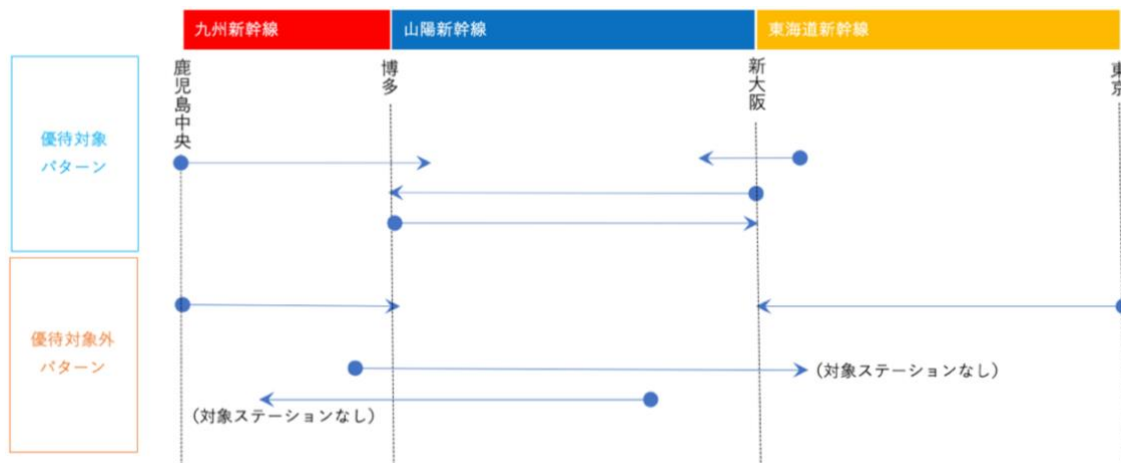 九州新幹線
山陽新幹線
東海道新幹線
鹿児島中央
博多
新大阪
東京
優待対象
パターン
優待対象外
パターン
（対象ステーションなし）
（対象ステーションなし）